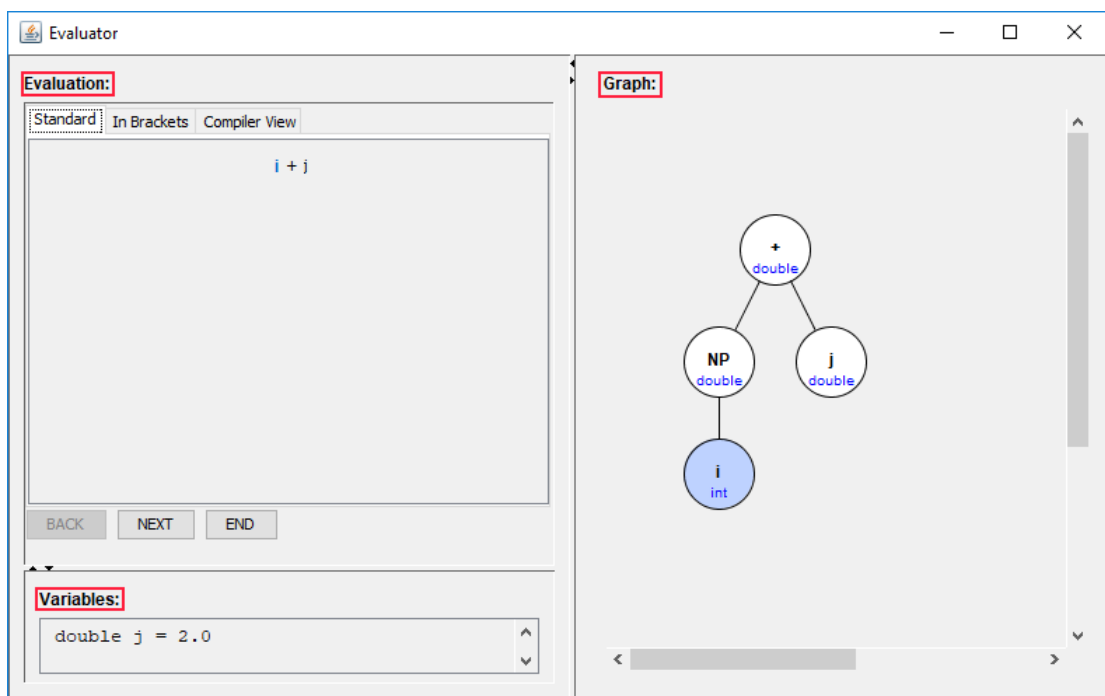 Evaluator
Evaluation:
Standard In Brackets Compiler View
i + j
BACK NEXT END
Variables:
double j = 2.0
Graph:
+
double
NP j
double double
i
int